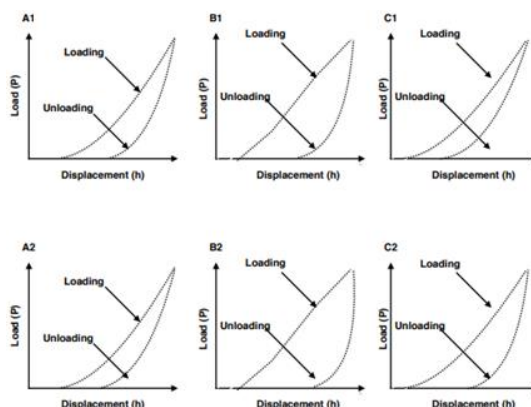 A1
Load (P)
Loading
Unloading
Displacement (h)
B1
Load (P)
Loading
Unloading
Displacement (h)
C1
Load (P)
Loading
Unloading
Displacement (h)
A2
Load (P)
Loading
Unloading
Displacement (h)
B2
Load (P)
Loading
Unloading
Displacement (h)
C2
Load (P)
Loading
Unloading
Displacement (h)